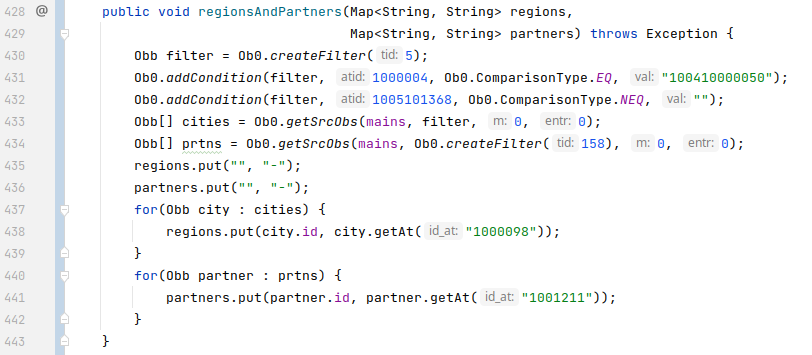 428 @ public void regionsAndPartners(Map<String, String> regions,
429 Map<String, String> partners) throws Exception {
430 Obb filter = Ob0.createFilter( tid: 5);
431 Ob0.addCondition(filter, atid: 1000004, Ob0.ComparisonType.EQ, val: "100410000050");
432 Ob0.addCondition(filter, atid: 1005101368, Ob0.ComparisonType.NEQ, val: "");
433 Obb[] cities = Ob0.getSrcObs(mains, filter, m: 0, entr: 0);
434 Obb[] prtns = Ob0.getSrcObs(mains, Ob0.createFilter( tid: 158), m: 0, entr: 0);
435 regions.put("", "-");
436 partners.put("", "-");
437 for(Obb city : cities) {
438 regions.put(city.id, city.getAt( id_at: "1000098"));
439 }
440 for(Obb partner : prtns) {
441 partners.put(partner.id, partner.getAt( id_at: "1001211"));
442 }
443 }